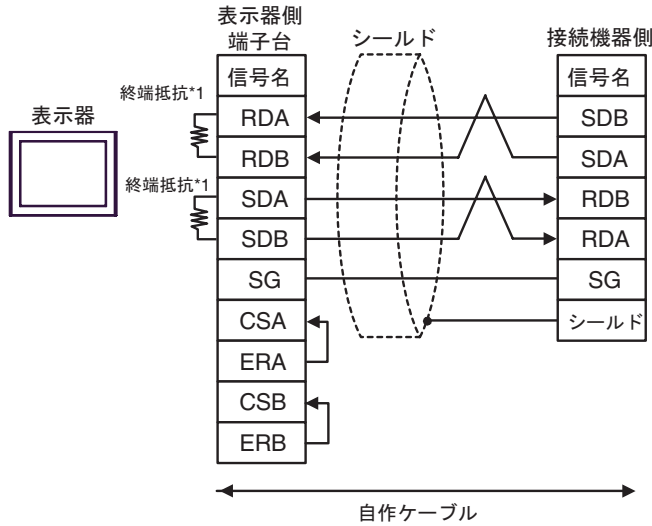 表示器側
端子台
シールド
接続機器側
信号名
信号名
終端抵抗*1
表示器
RDA
SDB
RDB
SDA
終端抵抗*1
SDA
RDB
SDB
RDA
SG
SG
CSA
シールド
ERA
CSB
ERB
自作ケーブル